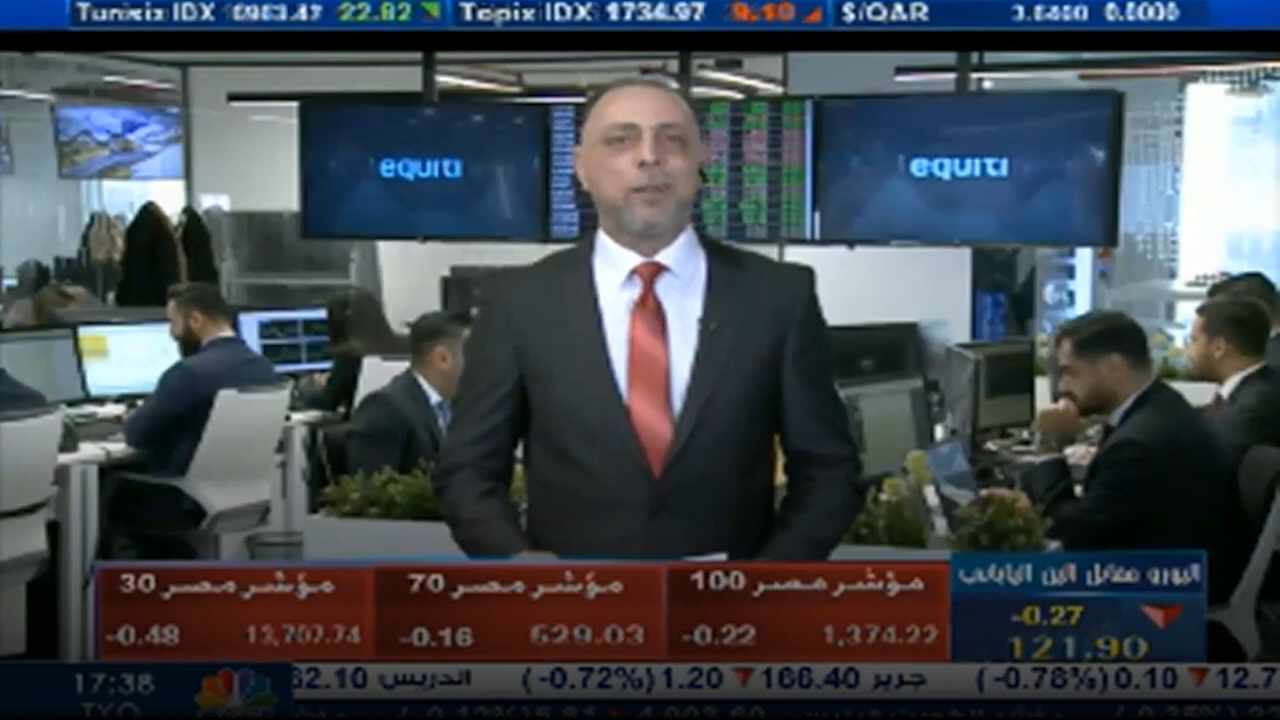 Tunisia IDX 6963.47 22.82 Topix IDX 1734.97 9.10 $/QAR 3.6400 0.0000
equiti
equiti
مؤشر مصر 100 مؤشر مصر 70 مؤشر مصر 30
-0.22 1,374.22 -0.16 529.03 -0.48 13,707.74
اليورو مقابل الين الياباني
-0.27
121.90
17:38 62.10 الدريس (-0.72%) 1.20 166.40 جرير (-0.78%) 0.10 12.7
TYO